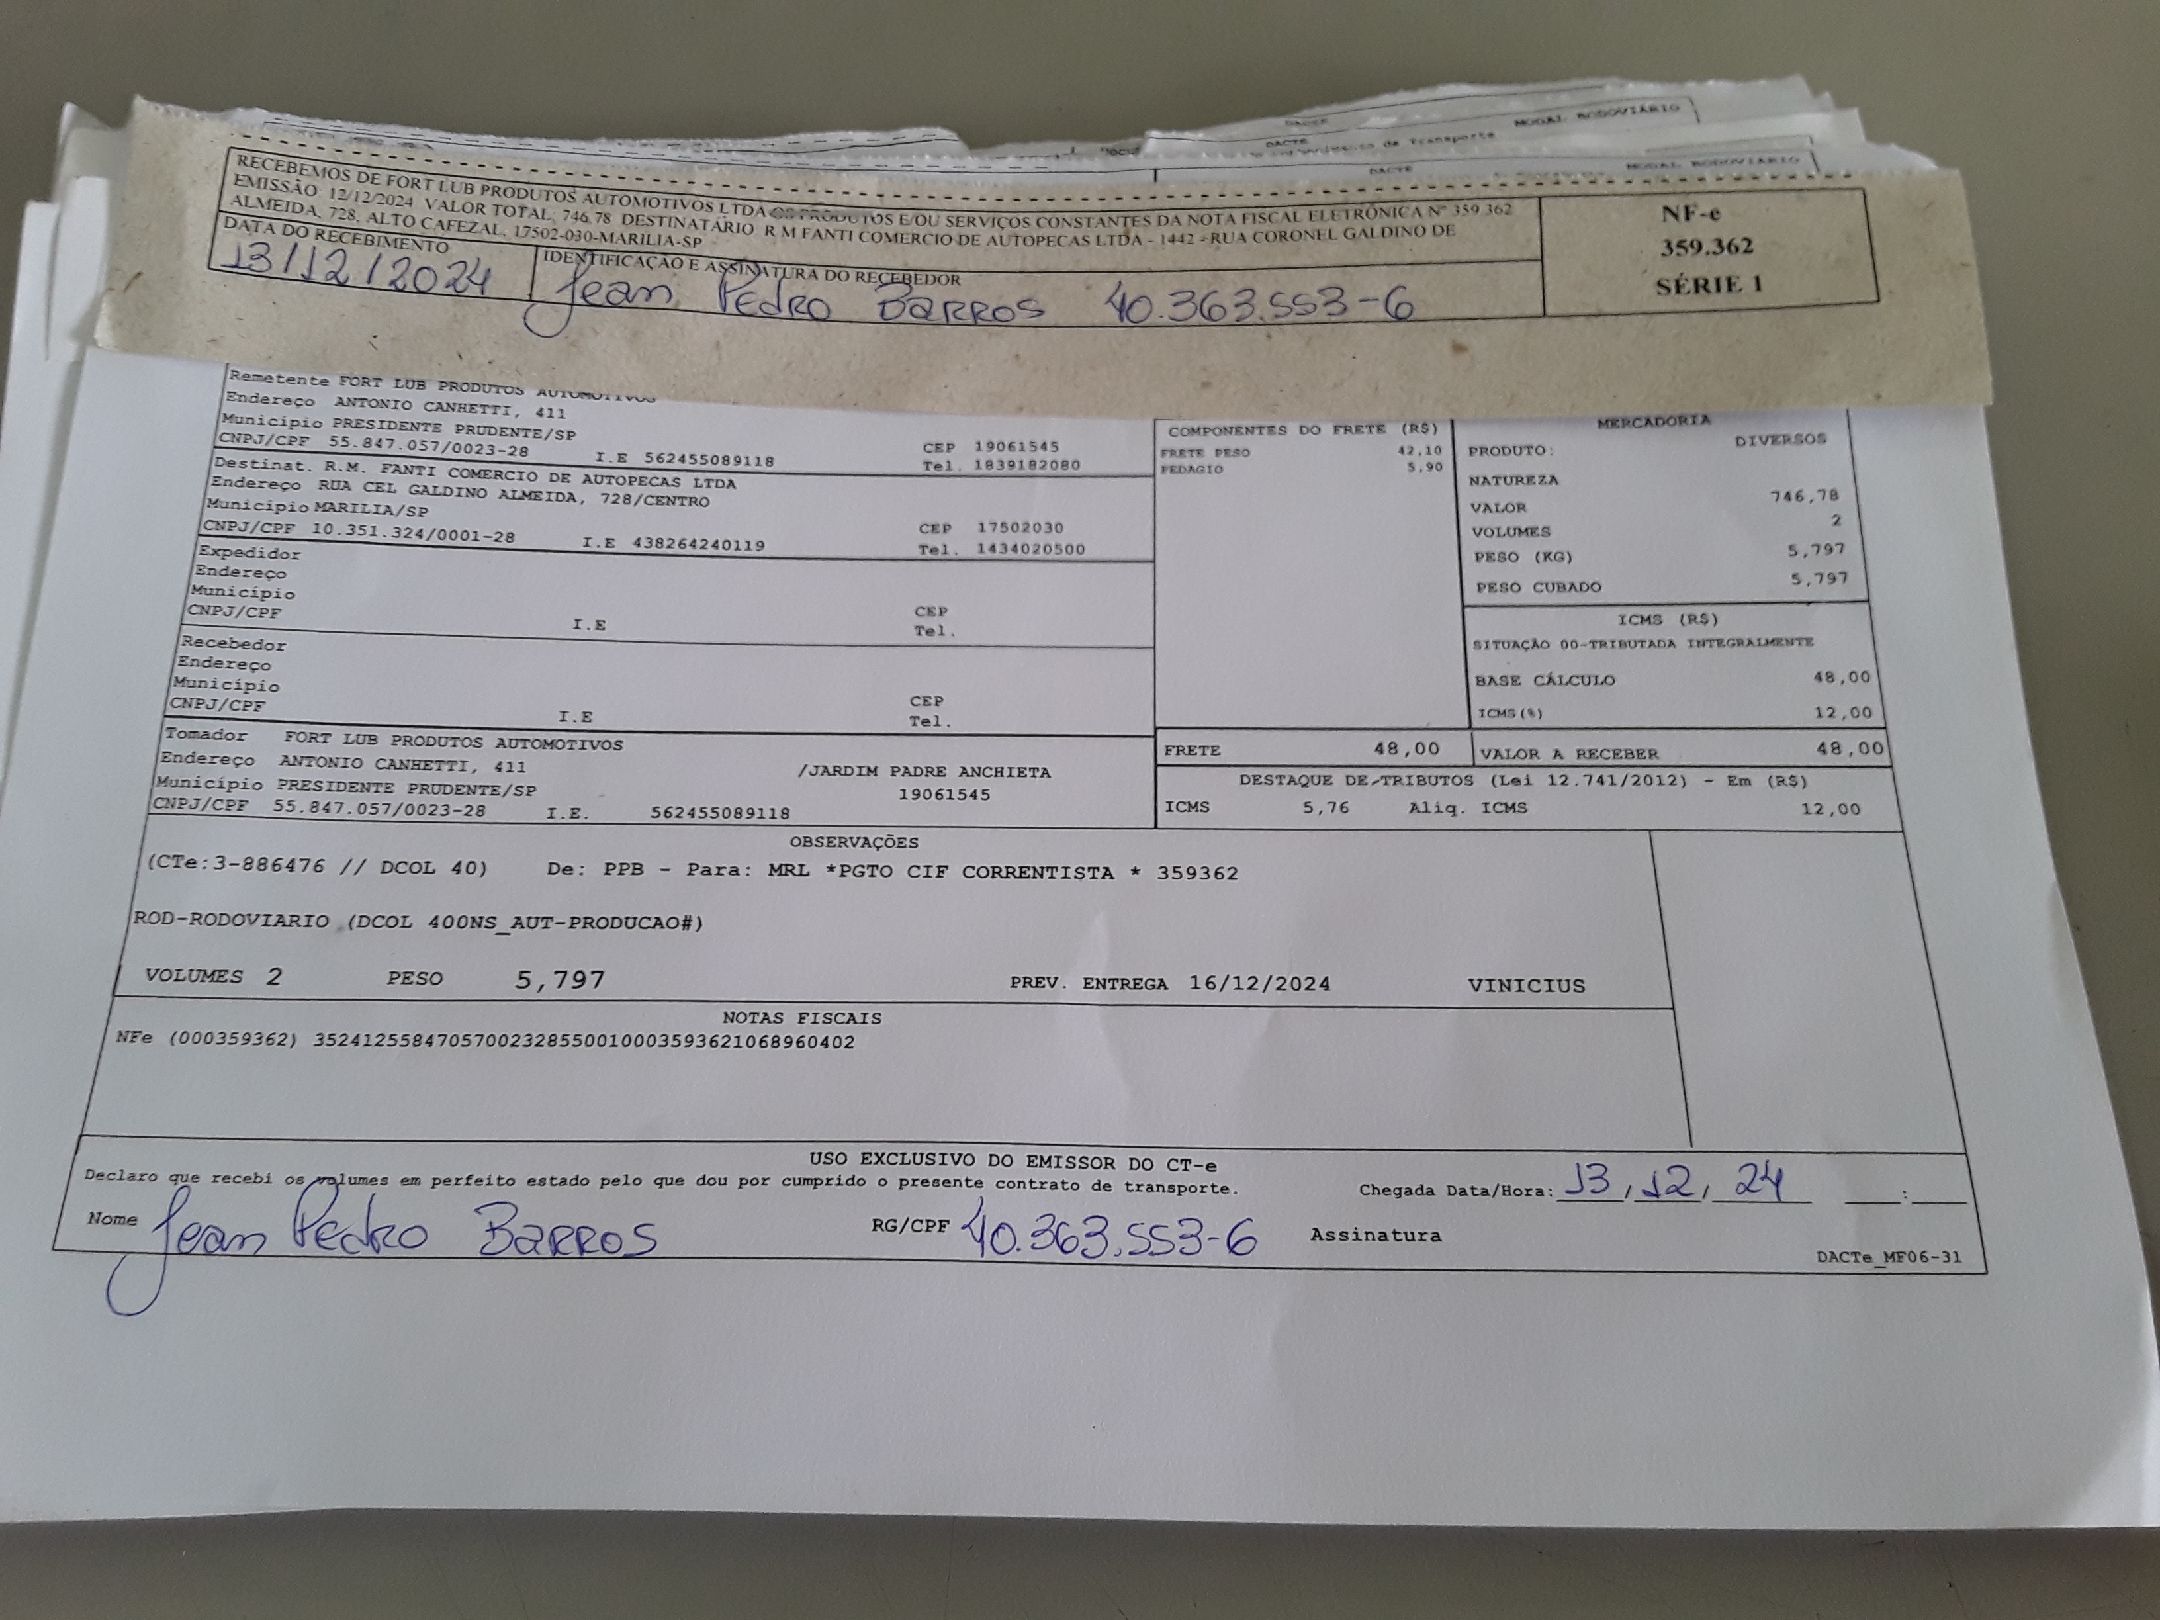 DACTE
MODAL RODOVIÁRIO
DACTE
de Transporte
DACTE
MODAL RODOVIARIO
RECEBEMOS DE FORT LUB PRODUTOS AUTOMOTIVOS LTDA OS PRODUTOS E/OU SERVIÇOS CONSTANTES DA NOTA FISCAL ELETRÔNICA Nº 359 362
EMISSÃO: 12/12/2024 VALOR TOTAL: 746,78 DESTINATÁRIO R M FANTI COMERCIO DE AUTOPECAS LTDA - 1442 - RUA CORONEL GALDINO DE
ALMEIDA, 728, ALTO CAFEZAL, 17502-030-MARILIA-SP
NF-e
359.362
SÉRIE 1
DATA DO RECEBIMENTO
13/12/2024
IDENTIFICAÇÃO E ASSINATURA DO RECEBEDOR
Jean Pedro Barros 40.363.553-6
Remetente FORT LUB PRODUTOS AUTOMOTIVOS
Endereço ANTONIO CANHETTI, 411
Município PRESIDENTE PRUDENTE/SP
CNPJ/CPF 55.847.057/0023-28 I.E 562455089118
CEP 19061545
Tel. 1839182080
Destinat. R.M. FANTI COMERCIO DE AUTOPECAS LTDA
Endereço RUA CEL GALDINO ALMEIDA, 728/CENTRO
Município MARILIA/SP
CNPJ/CPF 10.351.324/0001-28 I.E 438264240119
CEP 17502030
Tel. 1434020500
Expedidor
Endereço
Município
CNPJ/CPF I.E
CEP
Tel.
Recebedor
Endereço
Município
CNPJ/CPF I.E
CEP
Tel.
Tomador FORT LUB PRODUTOS AUTOMOTIVOS
Endereço ANTONIO CANHETTI, 411 /JARDIM PADRE ANCHIETA
Município PRESIDENTE PRUDENTE/SP 19061545
CNPJ/CPF 55.847.057/0023-28 I.E. 562455089118
COMPONENTES DO FRETE (R$)
FRETE PESO 42,10
PEDAGIO 5,90
MERCADORIA
PRODUTO: DIVERSOS
NATUREZA
VALOR 746,78
VOLUMES 2
PESO (KG) 5,797
PESO CUBADO 5,797
ICMS (R$)
SITUAÇÃO 00-TRIBUTADA INTEGRALMENTE
BASE CÁLCULO 48,00
ICMS(%) 12,00
FRETE 48,00 VALOR A RECEBER 48,00
DESTAQUE DE TRIBUTOS (Lei 12.741/2012) - Em (R$)
ICMS 5,76 Aliq. ICMS 12,00
OBSERVAÇÕES
(CTe:3-886476 // DCOL 40) De: PPB - Para: MRL *PGTO CIF CORRENTISTA * 359362
ROD-RODOVIARIO (DCOL 400NS_AUT-PRODUCAO#)
VOLUMES 2 PESO 5,797 PREV. ENTREGA 16/12/2024 VINICIUS
NOTAS FISCAIS
NFe (000359362) 35241255847057002328550010003593621068960402
USO EXCLUSIVO DO EMISSOR DO CT-e
Declaro que recebi os volumes em perfeito estado pelo que dou por cumprido o presente contrato de transporte.
Chegada Data/Hora: 13, 12, 24 :
Nome Jean Pedro Barros RG/CPF 40.363.553-6 Assinatura
DACTe_MF06-31